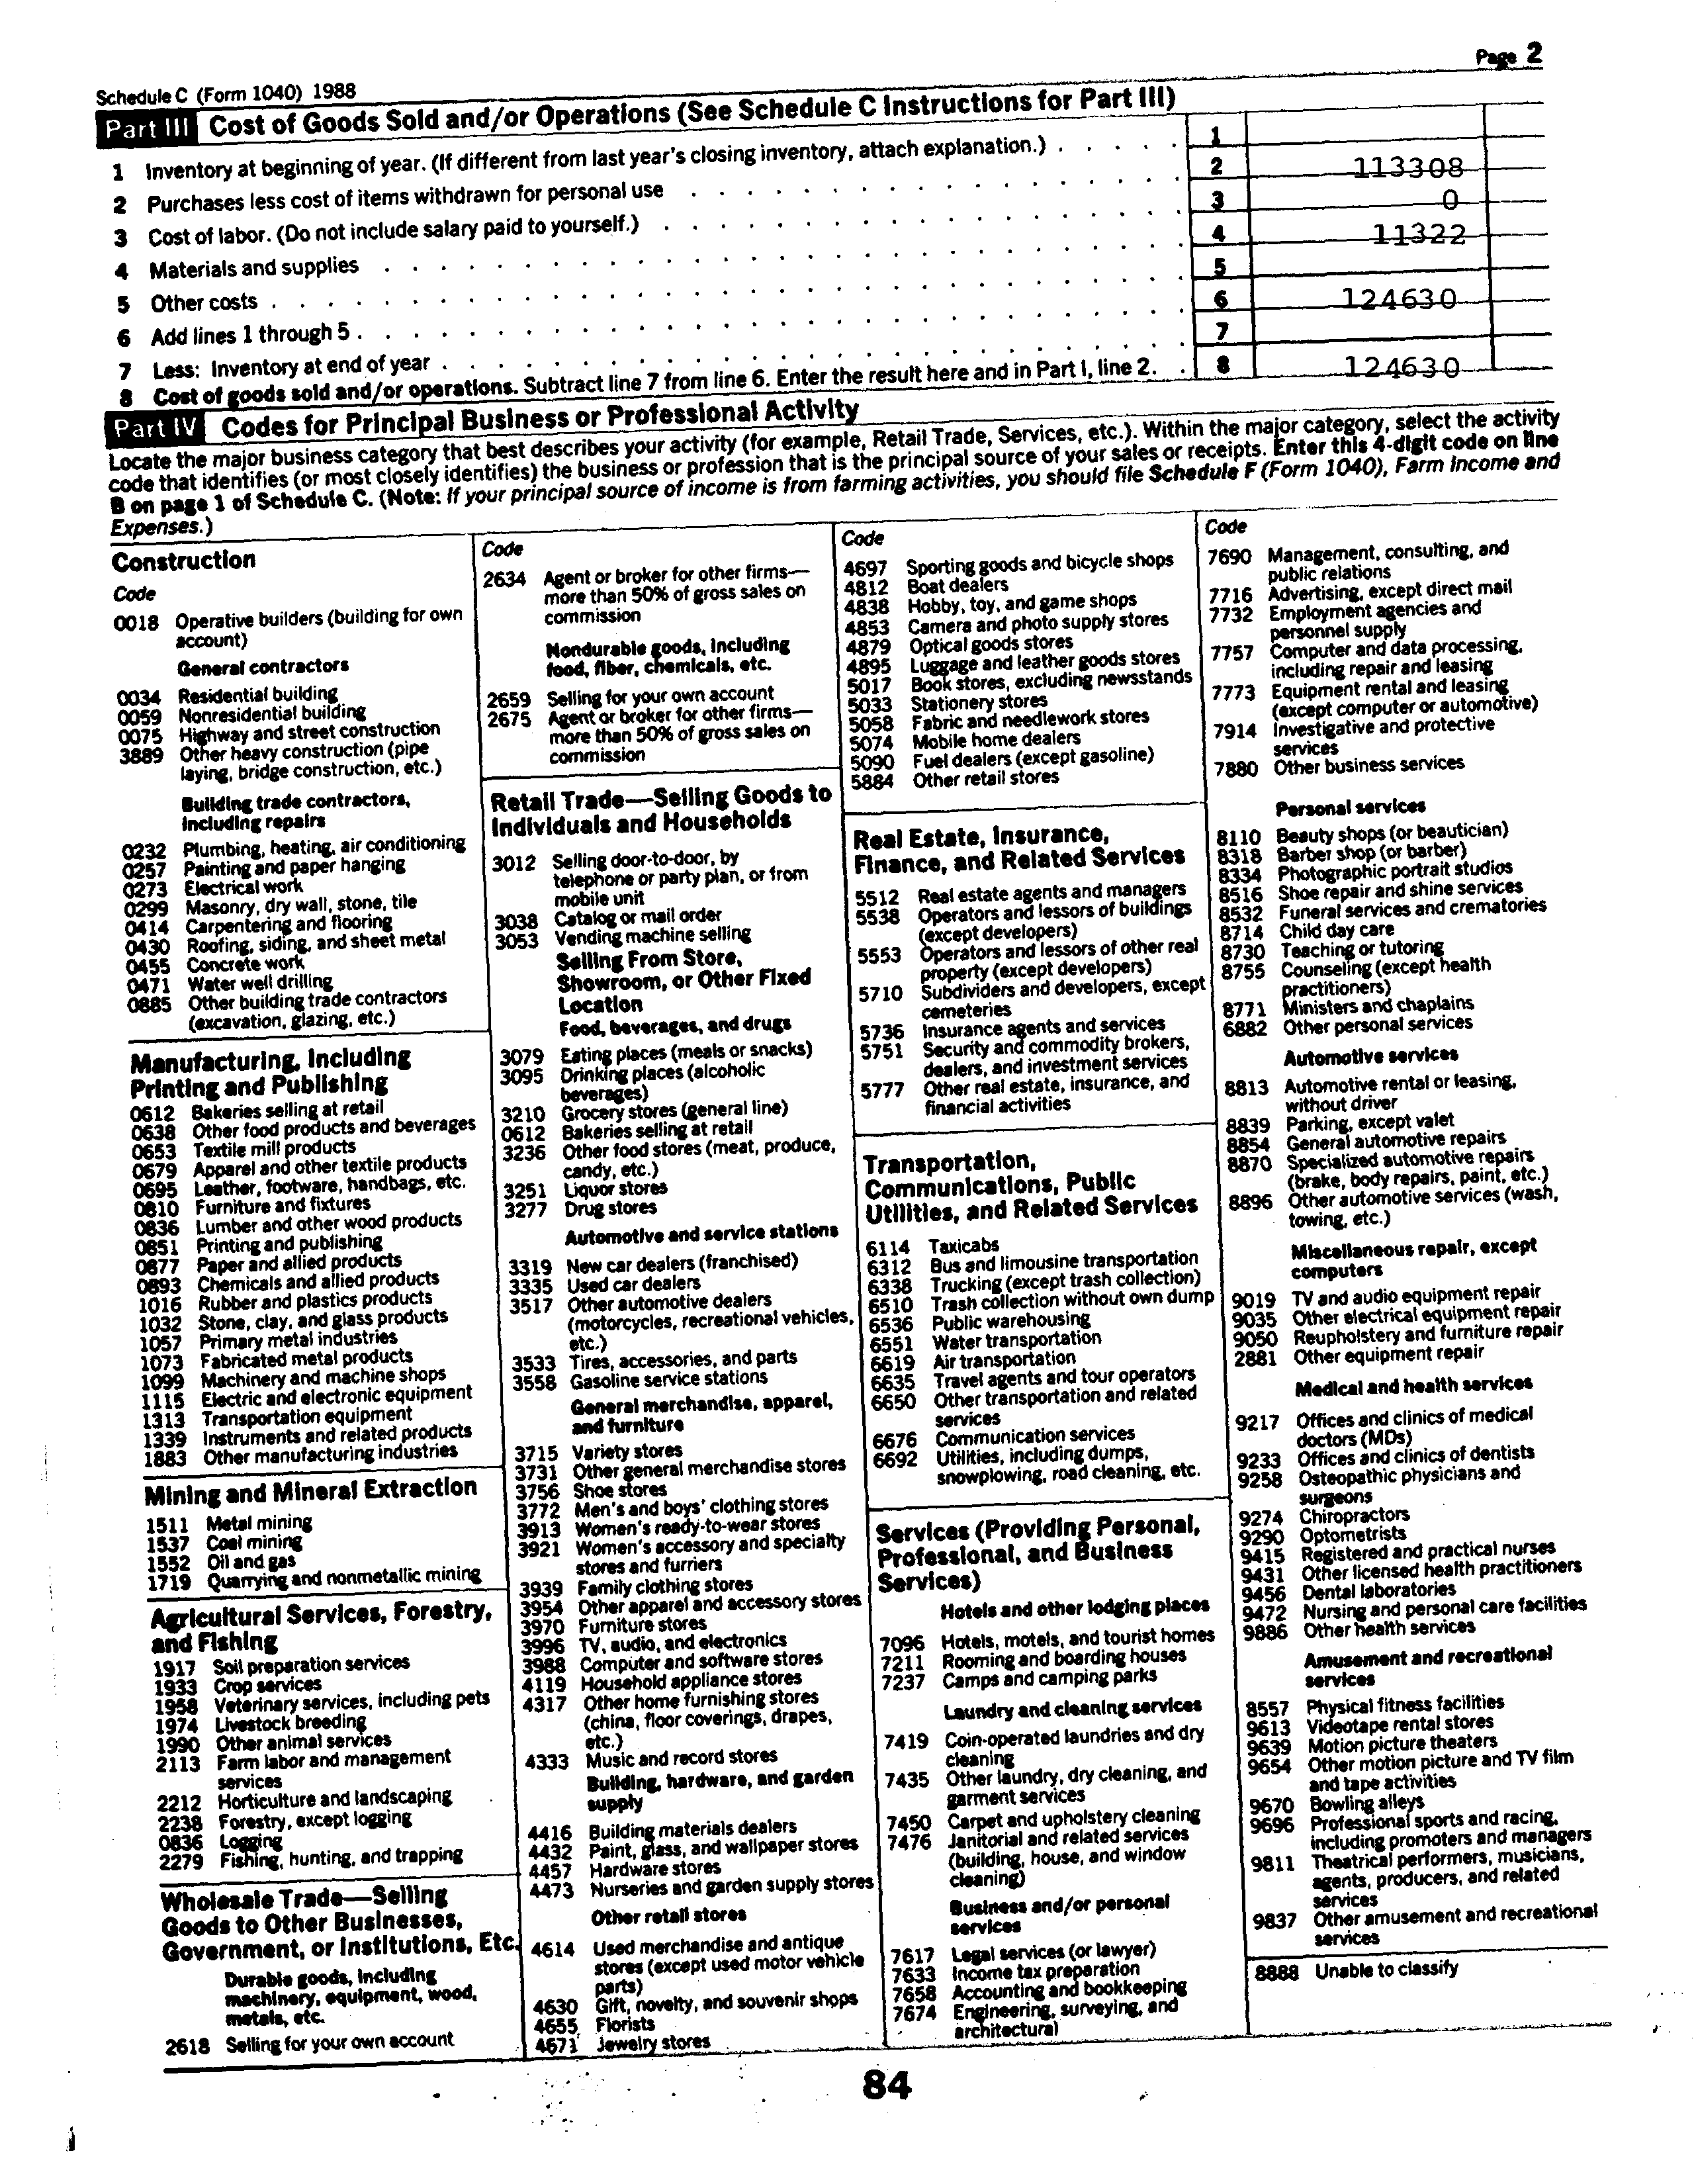 Page 2
Schedule C (Form 1040) 1988
Part III Cost of Goods Sold and/or Operations (See Schedule C Instructions for Part III)
1 Inventory at beginning of year. (If different from last year's closing inventory, attach explanation.) . . . . . 1
2 Purchases less cost of items withdrawn for personal use 2 113308
3 Cost of labor. (Do not include salary paid to yourself.) 3 0
4 Materials and supplies 4 11322
5 Other costs 5
6 Add lines 1 through 5 6 124630
7 Less: Inventory at end of year 7
8 Cost of goods sold and/or operations. Subtract line 7 from line 6. Enter the result here and in Part I, line 2. . 8 124630
Part IV Codes for Principal Business or Professional Activity
Locate the major business category that best describes your activity (for example, Retail Trade, Services, etc.). Within the major category, select the activity
code that identifies (or most closely identifies) the business or profession that is the principal source of your sales or receipts. Enter this 4-digit code on line
B on page 1 of Schedule C. (Note: If your principal source of income is from farming activities, you should file Schedule F (Form 1040), Farm Income and
Expenses.)
Construction
Code
0018 Operative builders (building for own
account)
General contractors
0034 Residential building
0059 Nonresidential building
0075 Highway and street construction
3889 Other heavy construction (pipe
laying, bridge construction, etc.)
Building trade contractors,
including repairs
0232 Plumbing, heating, air conditioning
0257 Painting and paper hanging
0273 Electrical work
0299 Masonry, dry wall, stone, tile
0414 Carpentering and flooring
0430 Roofing, siding, and sheet metal
0455 Concrete work
0471 Water well drilling
0885 Other building trade contractors
(excavation, glazing, etc.)
Manufacturing, Including
Printing and Publishing
0612 Bakeries selling at retail
0638 Other food products and beverages
0653 Textile mill products
0679 Apparel and other textile products
0695 Leather, footware, handbags, etc.
0810 Furniture and fixtures
0836 Lumber and other wood products
0851 Printing and publishing
0877 Paper and allied products
0893 Chemicals and allied products
1016 Rubber and plastics products
1032 Stone, clay, and glass products
1057 Primary metal industries
1073 Fabricated metal products
1099 Machinery and machine shops
1115 Electric and electronic equipment
1313 Transportation equipment
1339 Instruments and related products
1883 Other manufacturing industries
Mining and Mineral Extraction
1511 Metal mining
1537 Coal mining
1552 Oil and gas
1719 Quarrying and nonmetallic mining
Agricultural Services, Forestry,
and Fishing
1917 Soil preparation services
1933 Crop services
1958 Veterinary services, including pets
1974 Livestock breeding
1990 Other animal services
2113 Farm labor and management
services
2212 Horticulture and landscaping
2238 Forestry, except logging
0836 Logging
2279 Fishing, hunting, and trapping
Wholesale Trade—Selling
Goods to Other Businesses,
Government, or Institutions, Etc.
Durable goods, including
machinery, equipment, wood,
metals, etc.
2618 Selling for your own account
Code
2634 Agent or broker for other firms—
more than 50% of gross sales on
commission
Nondurable goods, including
food, fiber, chemicals, etc.
2659 Selling for your own account
2675 Agent or broker for other firms—
more than 50% of gross sales on
commission
Retail Trade—Selling Goods to
Individuals and Households
3012 Selling door-to-door, by
telephone or party plan, or from
mobile unit
3038 Catalog or mail order
3053 Vending machine selling
Selling From Store,
Showroom, or Other Fixed
Location
Food, beverages, and drugs
3079 Eating places (meals or snacks)
3095 Drinking places (alcoholic
beverages)
3210 Grocery stores (general line)
0612 Bakeries selling at retail
3236 Other food stores (meat, produce,
candy, etc.)
3251 Liquor stores
3277 Drug stores
Automotive and service stations
3319 New car dealers (franchised)
3335 Used car dealers
3517 Other automotive dealers
(motorcycles, recreational vehicles,
etc.)
3533 Tires, accessories, and parts
3558 Gasoline service stations
General merchandise, apparel,
and furniture
3715 Variety stores
3731 Other general merchandise stores
3756 Shoe stores
3772 Men's and boys' clothing stores
3913 Women's ready-to-wear stores
3921 Women's accessory and specialty
stores and furriers
3939 Family clothing stores
3954 Other apparel and accessory stores
3970 Furniture stores
3996 TV, audio, and electronics
3988 Computer and software stores
4119 Household appliance stores
4317 Other home furnishing stores
(china, floor coverings, drapes,
etc.)
4333 Music and record stores
Building, hardware, and garden
supply
4416 Building materials dealers
4432 Paint, glass, and wallpaper stores
4457 Hardware stores
4473 Nurseries and garden supply stores
Other retail stores
4614 Used merchandise and antique
stores (except used motor vehicle
parts)
4630 Gift, novelty, and souvenir shops
4655 Florists
4671 Jewelry stores
Code
4697 Sporting goods and bicycle shops
4812 Boat dealers
4838 Hobby, toy, and game shops
4853 Camera and photo supply stores
4879 Optical goods stores
4895 Luggage and leather goods stores
5017 Book stores, excluding newsstands
5033 Stationery stores
5058 Fabric and needlework stores
5074 Mobile home dealers
5090 Fuel dealers (except gasoline)
5884 Other retail stores
Real Estate, Insurance,
Finance, and Related Services
5512 Real estate agents and managers
5538 Operators and lessors of buildings
(except developers)
5553 Operators and lessors of other real
property (except developers)
5710 Subdividers and developers, except
cemeteries
5736 Insurance agents and services
5751 Security and commodity brokers,
dealers, and investment services
5777 Other real estate, insurance, and
financial activities
Transportation,
Communications, Public
Utilities, and Related Services
6114 Taxicabs
6312 Bus and limousine transportation
6338 Trucking (except trash collection)
6510 Trash collection without own dump
6536 Public warehousing
6551 Water transportation
6619 Air transportation
6635 Travel agents and tour operators
6650 Other transportation and related
services
6676 Communication services
6692 Utilities, including dumps,
snowplowing, road cleaning, etc.
Services (Providing Personal,
Professional, and Business
Services)
Hotels and other lodging places
7096 Hotels, motels, and tourist homes
7211 Rooming and boarding houses
7237 Camps and camping parks
Laundry and cleaning services
7419 Coin-operated laundries and dry
cleaning
7435 Other laundry, dry cleaning, and
garment services
7450 Carpet and upholstery cleaning
7476 Janitorial and related services
(building, house, and window
cleaning)
Business and/or personal
services
7617 Legal services (or lawyer)
7633 Income tax preparation
7658 Accounting and bookkeeping
7674 Engineering, surveying, and
architectural
Code
7690 Management, consulting, and
public relations
7716 Advertising, except direct mail
7732 Employment agencies and
personnel supply
7757 Computer and data processing,
including repair and leasing
7773 Equipment rental and leasing
(except computer or automotive)
7914 Investigative and protective
services
7880 Other business services
Personal services
8110 Beauty shops (or beautician)
8318 Barber shop (or barber)
8334 Photographic portrait studios
8516 Shoe repair and shine services
8532 Funeral services and crematories
8714 Child day care
8730 Teaching or tutoring
8755 Counseling (except health
practitioners)
8771 Ministers and chaplains
6882 Other personal services
Automotive services
8813 Automotive rental or leasing,
without driver
8839 Parking, except valet
8854 General automotive repairs
8870 Specialized automotive repairs
(brake, body repairs, paint, etc.)
8896 Other automotive services (wash,
towing, etc.)
Miscellaneous repair, except
computers
9019 TV and audio equipment repair
9035 Other electrical equipment repair
9050 Reupholstery and furniture repair
2881 Other equipment repair
Medical and health services
9217 Offices and clinics of medical
doctors (MDs)
9233 Offices and clinics of dentists
9258 Osteopathic physicians and
surgeons
9274 Chiropractors
9290 Optometrists
9415 Registered and practical nurses
9431 Other licensed health practitioners
9456 Dental laboratories
9472 Nursing and personal care facilities
9886 Other health services
Amusement and recreational
services
8557 Physical fitness facilities
9613 Videotape rental stores
9639 Motion picture theaters
9654 Other motion picture and TV film
and tape activities
9670 Bowling alleys
9696 Professional sports and racing,
including promoters and managers
9811 Theatrical performers, musicians,
agents, producers, and related
services
9837 Other amusement and recreational
services
8888 Unable to classify
84